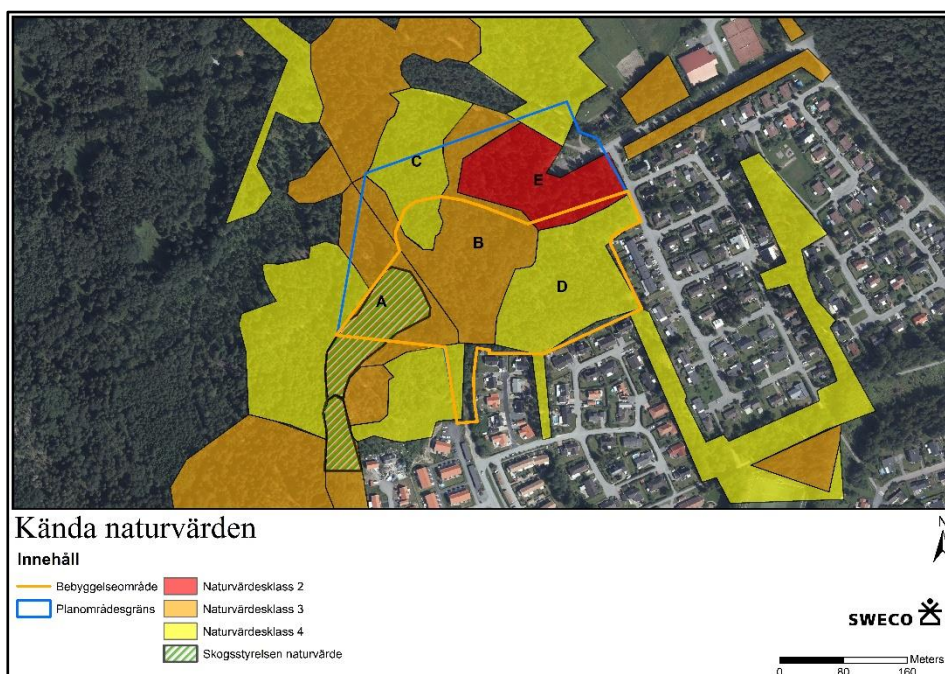 C
E
B
D
A
Kända naturvärden
Innehåll
Bebyggelseområde
Planområdesgräns
Naturvärdesklass 2
Naturvärdesklass 3
Naturvärdesklass 4
Skogsstyrelsen naturvärde
N
SWECO
Meters
0 80 160